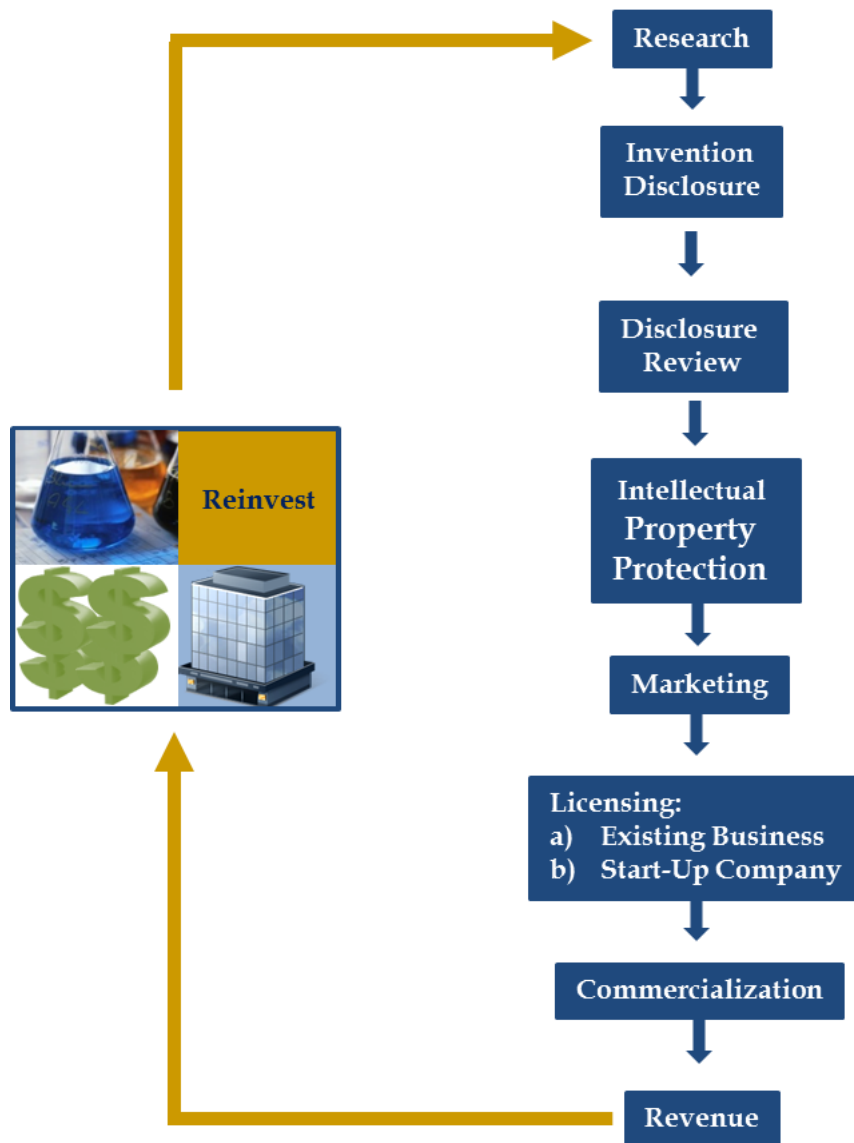 Research
Invention
Disclosure
Disclosure
Review
Reinvest
Intellectual
Property
Protection
Marketing
Licensing:
a) Existing Business
b) Start-Up Company
Commercialization
Revenue